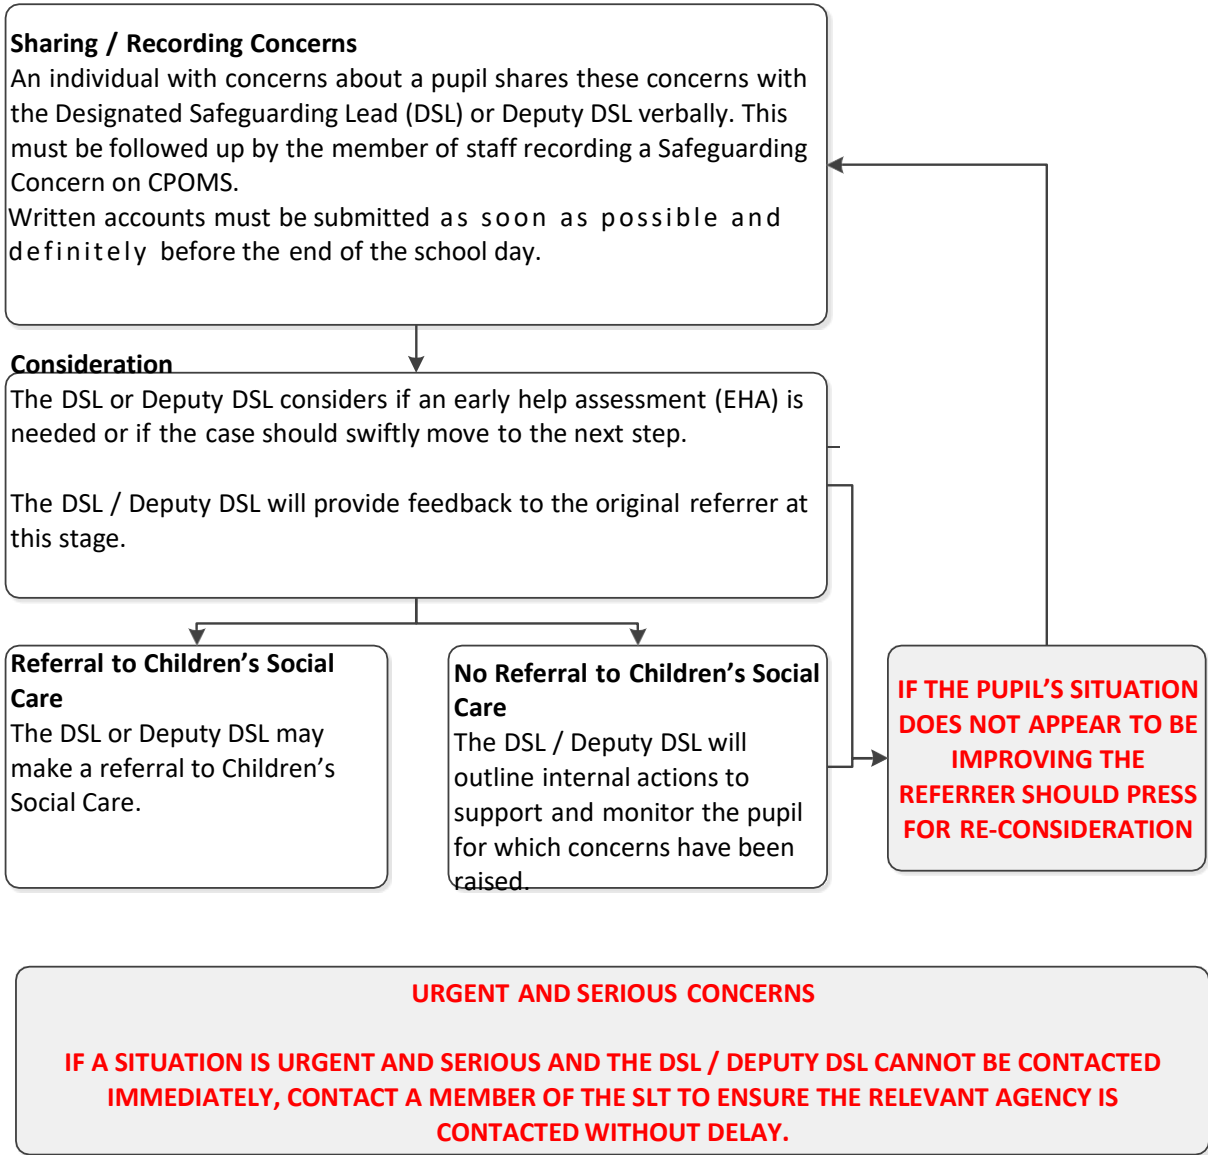 Sharing / Recording Concerns
An individual with concerns about a pupil shares these concerns with
the Designated Safeguarding Lead (DSL) or Deputy DSL verbally. This
must be followed up by the member of staff recording a Safeguarding
Concern on CPOMS.
Written accounts must be submitted as soon as possible and
definitely before the end of the school day.
Consideration
The DSL or Deputy DSL considers if an early help assessment (EHA) is
needed or if the case should swiftly move to the next step.
The DSL / Deputy DSL will provide feedback to the original referrer at
this stage.
Referral to Children’s Social
Care
The DSL or Deputy DSL may
make a referral to Children’s
Social Care.
No Referral to Children’s Social
Care
The DSL / Deputy DSL will
outline internal actions to
support and monitor the pupil
for which concerns have been
raised.
IF THE PUPIL’S SITUATION
DOES NOT APPEAR TO BE
IMPROVING THE
REFERRER SHOULD PRESS
FOR RE-CONSIDERATION
URGENT AND SERIOUS CONCERNS
IF A SITUATION IS URGENT AND SERIOUS AND THE DSL / DEPUTY DSL CANNOT BE CONTACTED
IMMEDIATELY, CONTACT A MEMBER OF THE SLT TO ENSURE THE RELEVANT AGENCY IS
CONTACTED WITHOUT DELAY.